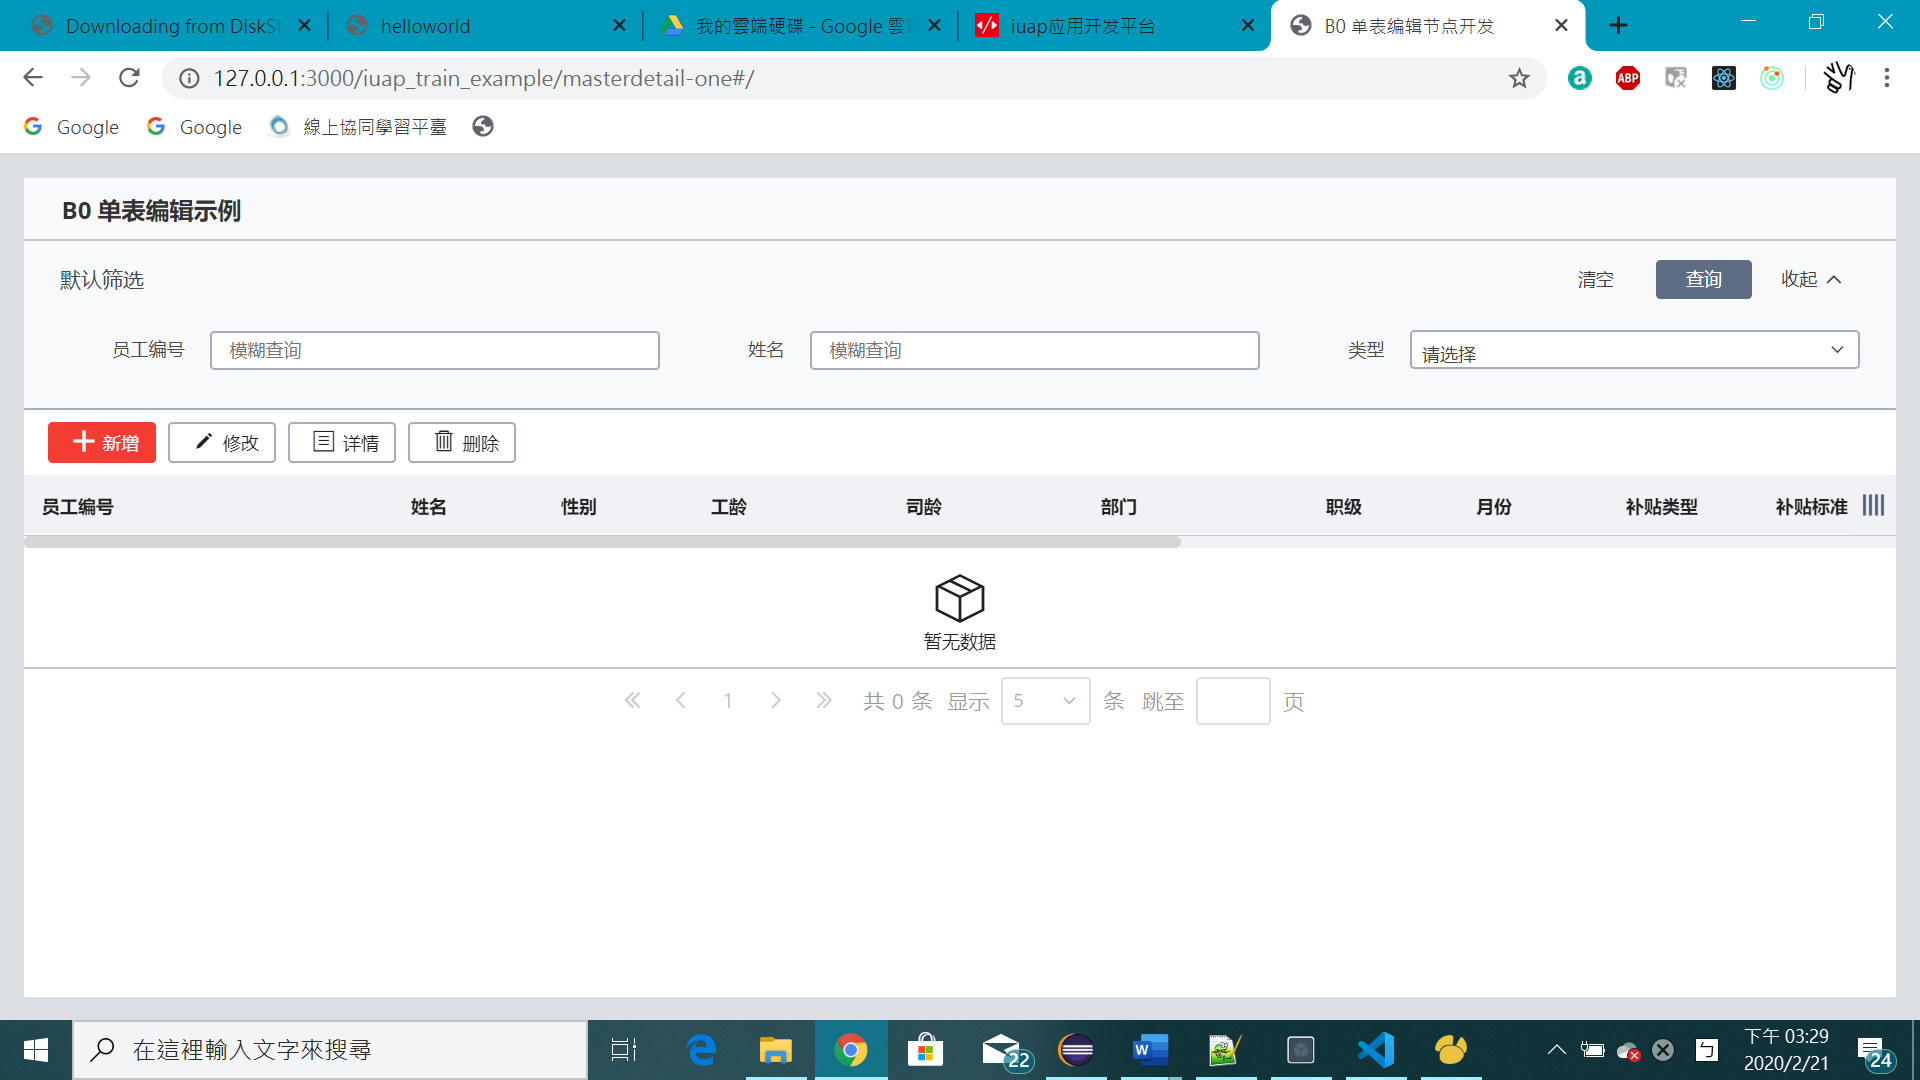 Downloading from DiskSt
helloworld
我的雲端硬碟 - Google 雲
iuap应用开发平台
B0 单表编辑节点开发
127.0.0.1:3000/iuap_train_example/masterdetail-one#/
ABP
Google
Google
線上協同學習平臺
B0 单表编辑示例
默认筛选
清空
查询
收起
员工编号
模糊查询
姓名
模糊查询
类型
请选择
新增
修改
详情
删除
员工编号 姓名 性别 工龄 司龄 部门 职级 月份 补贴类型 补贴标准
暂无数据
1 共 0 条 显示 5 条 跳至 页
在這裡輸入文字來搜尋
22
下午 03:29
2020/2/21
24